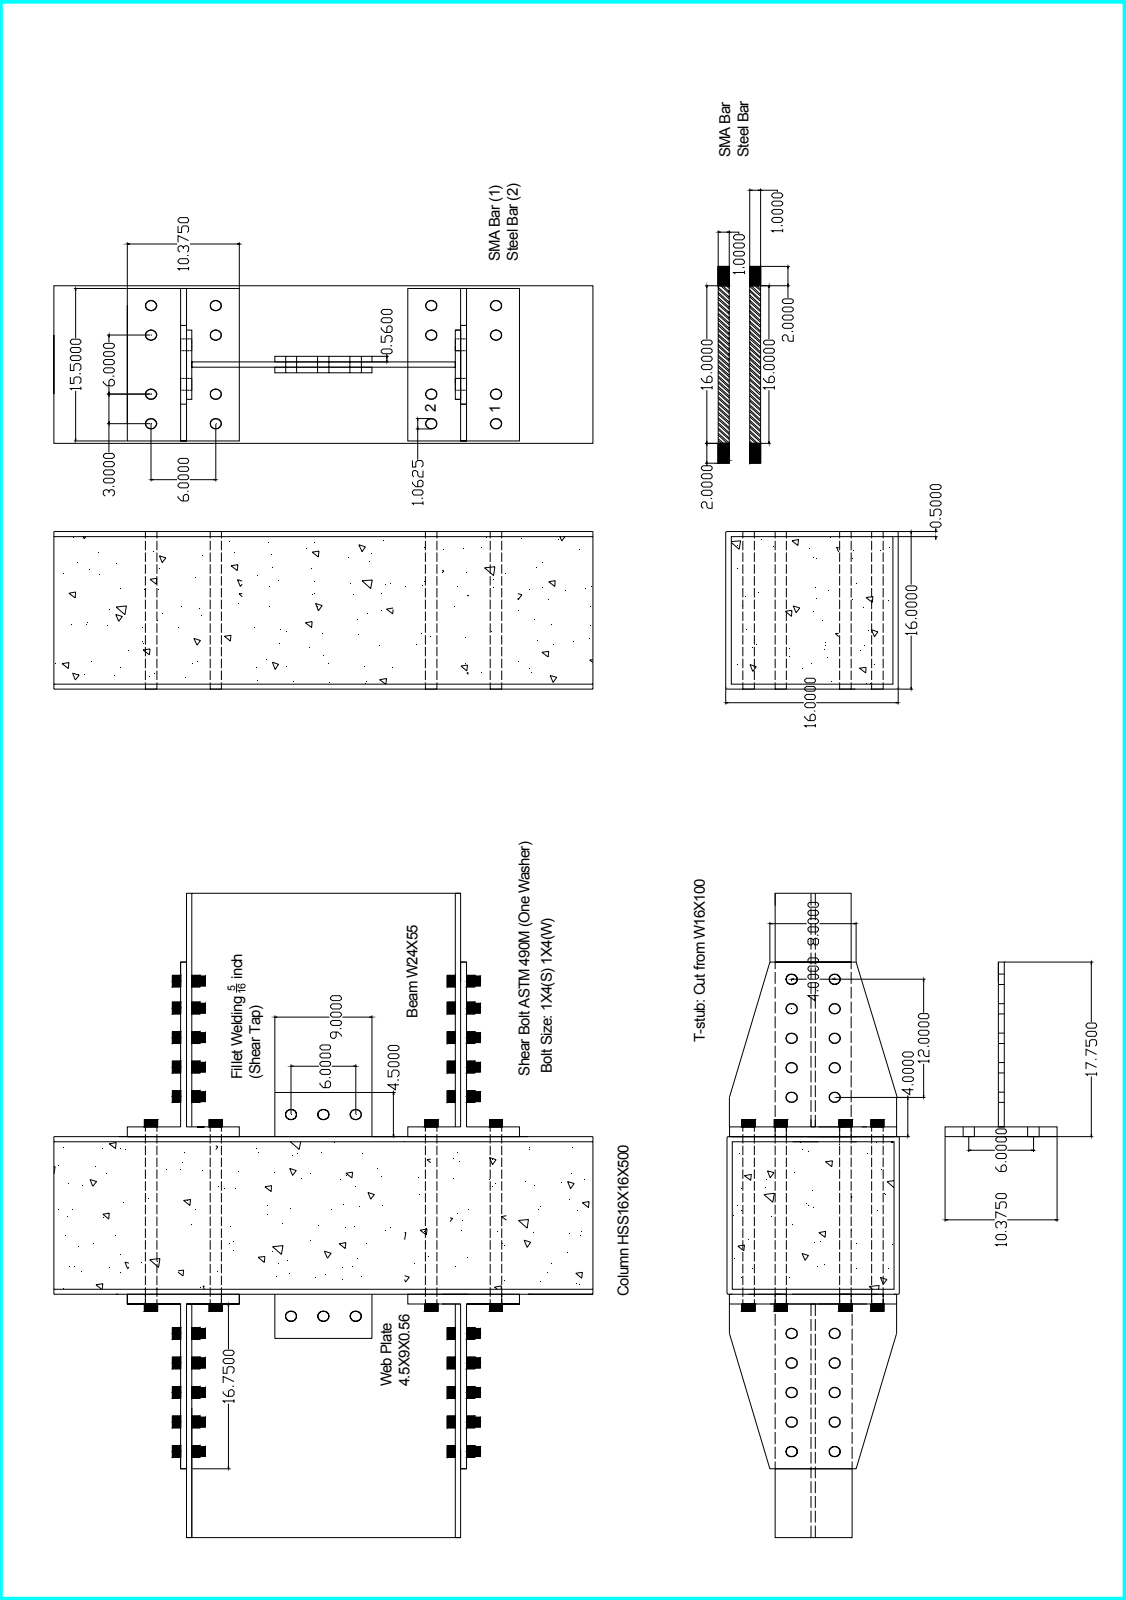 15.5000
10.3750
6.0000
3.0000
6.0000
0.5600
1.0625
2
1
SMA Bar (1)
Steel Bar (2)
SMA Bar
Steel Bar
1.0000
1.0000
16.0000
16.0000
2.0000
2.0000
16.0000
16.0000
0.5000
Fillet Welding 5/16 inch
(Shear Tap)
6.0000
9.0000
4.5000
Beam W24X55
Shear Bolt ASTM 490M (One Washer)
Bolt Size: 1X4(S) 1X4(W)
16.7500
Web Plate
4.5X9X0.56
Column HSS16X16X500
T-stub: Cut from W16X100
4.0000
8.0000
4.0000
12.0000
17.7500
6.0000
10.3750